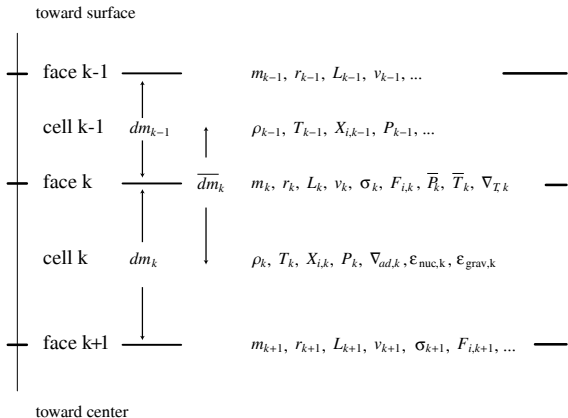 toward surface
face k-1 m_{k-1}, r_{k-1}, L_{k-1}, v_{k-1}, ...
cell k-1 dm_{k-1} ρ_{k-1}, T_{k-1}, X_{i,k-1}, P_{k-1}, ...
face k \overline{dm}_k m_k, r_k, L_k, v_k, σ_k, F_{i,k}, \overline{P}_k, \overline{T}_k, ∇_{T,k}
cell k dm_k ρ_k, T_k, X_{i,k}, P_k, ∇_{ad,k}, ε_{nuc,k}, ε_{grav,k}
face k+1 m_{k+1}, r_{k+1}, L_{k+1}, v_{k+1}, σ_{k+1}, F_{i,k+1}, ...
toward center